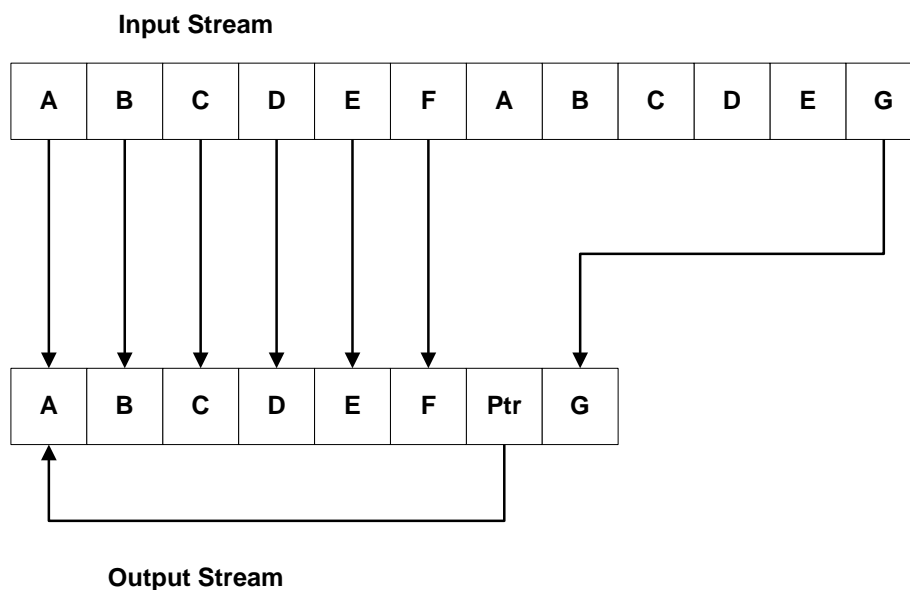 Input Stream
A B C D E F A B C D E G
A B C D E F Ptr G
Output Stream